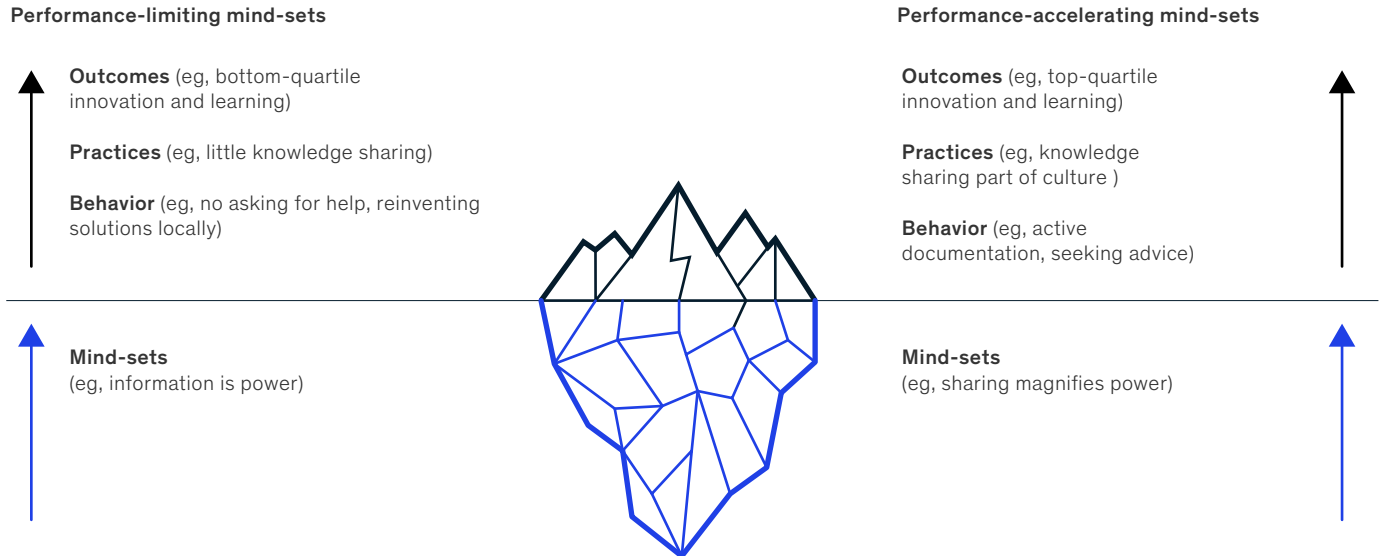 Performance-limiting mind-sets
Outcomes (eg, bottom-quartile
innovation and learning)
Practices (eg, little knowledge sharing)
Behavior (eg, no asking for help, reinventing
solutions locally)
Mind-sets
(eg, information is power)
Performance-accelerating mind-sets
Outcomes (eg, top-quartile
innovation and learning)
Practices (eg, knowledge
sharing part of culture )
Behavior (eg, active
documentation, seeking advice)
Mind-sets
(eg, sharing magnifies power)